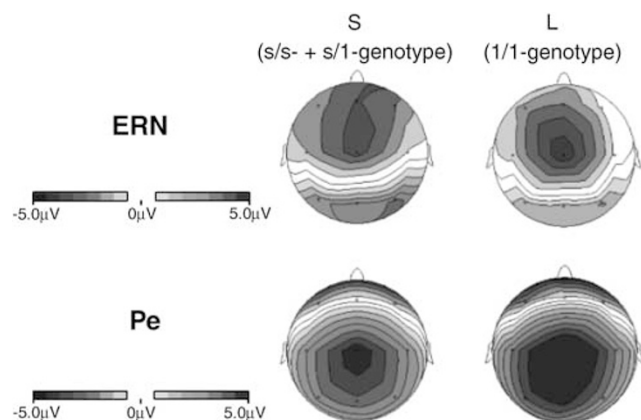 S L
(s/s- + s/1-genotype) (1/1-genotype)
ERN
-5.0µV 0µV 5.0µV
Pe
-5.0µV 0µV 5.0µV